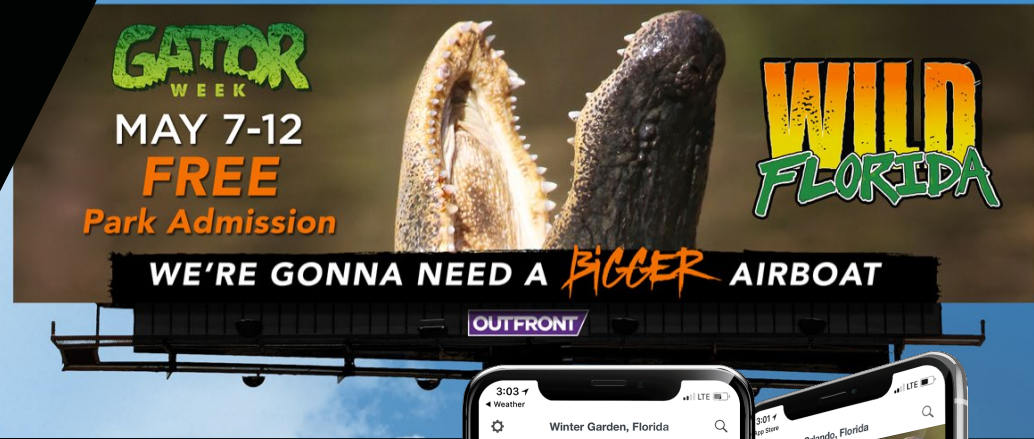 GATOR
WEEK
MAY 7-12
FREE
Park Admission
WILD
FLORIDA
WE'RE GONNA NEED A BIGGER AIRBOAT
OUTFRONT
3:03
LTE
Weather
Winter Garden, Florida
3:01
LTE
App Store
Orlando, Florida